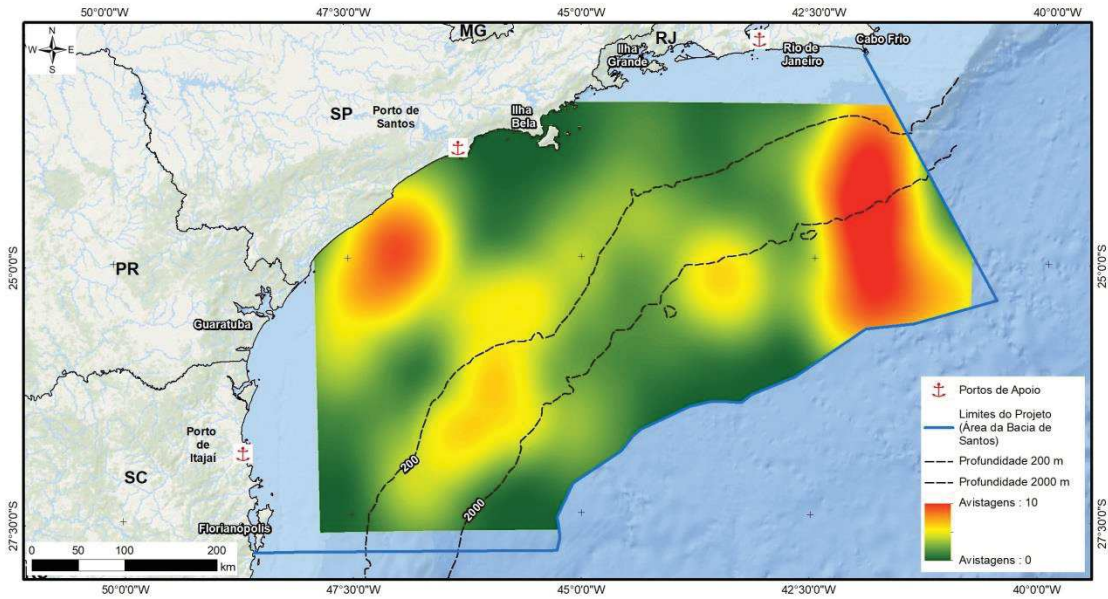 50°0'0"W
47°30'0"W
45°0'0"W
42°30'0"W
40°0'0"W
N
W E
S
MG
RJ
Ilha
Grande
Rio de
Janeiro
Cabo Frio
SP
Porto de
Santos
Ilha
Bela
25°0'0"S
25°0'0"S
PR
Guaratuba
Porto
de
Itajaí
SC
Florianópolis
200
2000
27°30'0"S
27°30'0"S
0 50 100 200
km
Portos de Apoio
Limites do Projeto
(Área da Bacia de
Santos)
Profundidade 200 m
Profundidade 2000 m
Avistagens : 10
Avistagens : 0
50°0'0"W
47°30'0"W
45°0'0"W
42°30'0"W
40°0'0"W